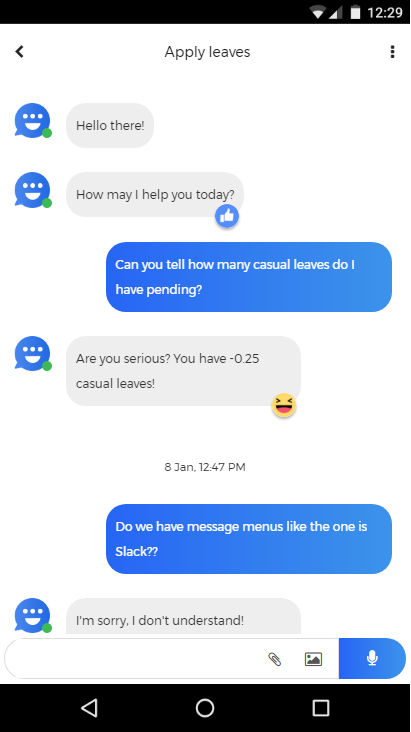 12:29
Apply leaves
Hello there!
How may I help you today?
Can you tell how many casual leaves do I
have pending?
Are you serious? You have -0.25
casual leaves!
8 Jan, 12:47 PM
Do we have message menus like the one is
Slack??
I'm sorry, I don't understand!